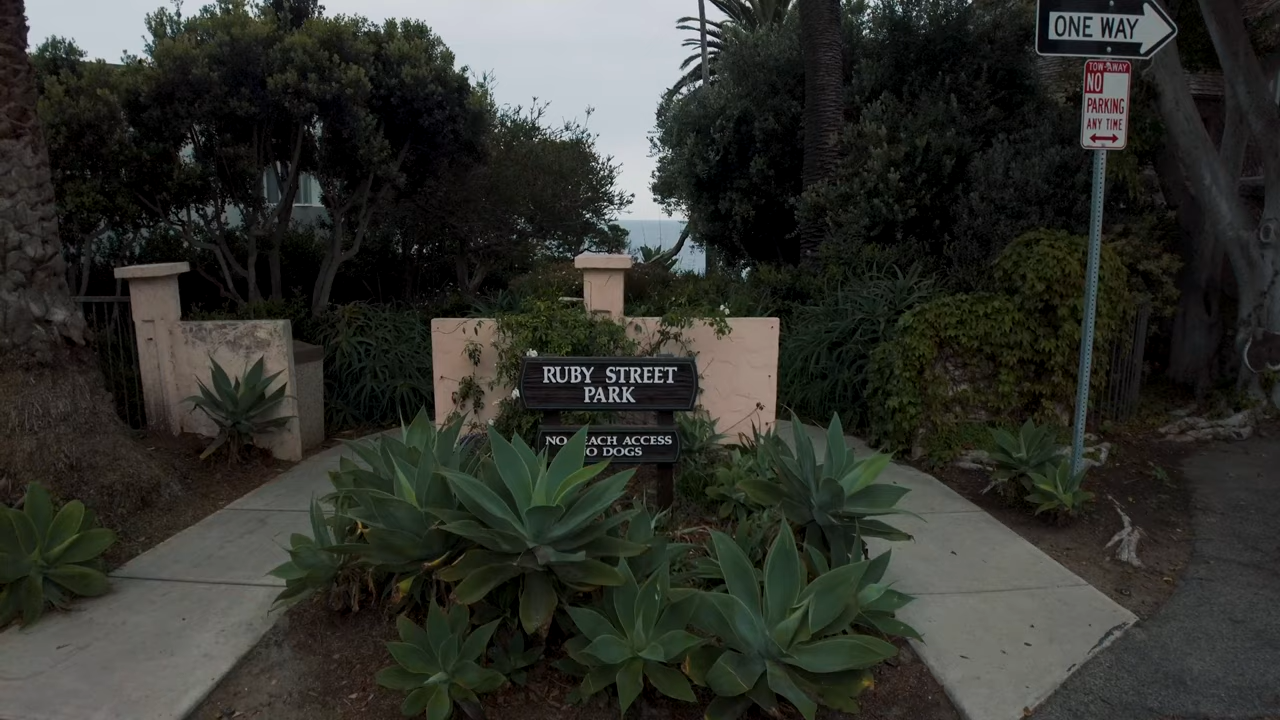 ONE WAY
TOW-AWAY
NO
PARKING
ANY TIME
RUBY STREET
PARK
NO BEACH ACCESS
NO DOGS